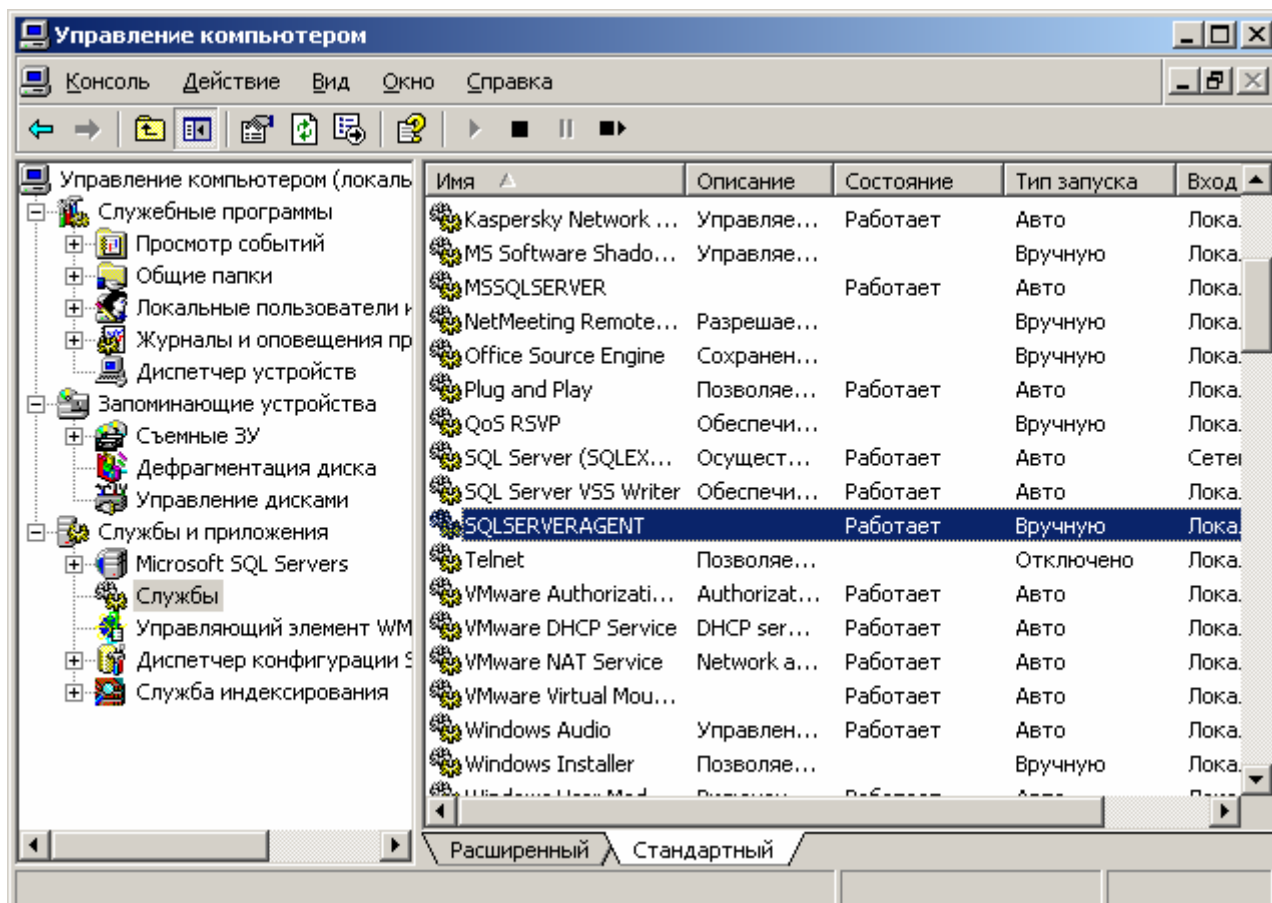 Управление компьютером
Консоль Действие Вид Окно Справка
Управление компьютером (локаль
Служебные программы
Просмотр событий
Общие папки
Локальные пользователи и
Журналы и оповещения пр
Диспетчер устройств
Запоминающие устройства
Съемные ЗУ
Дефрагментация диска
Управление дисками
Службы и приложения
Microsoft SQL Servers
Службы
Управляющий элемент WM
Диспетчер конфигурации S
Служба индексирования
Имя Описание Состояние Тип запуска Вход
Kaspersky Network ... Управляе... Работает Авто Лока.
MS Software Shado... Управляе... Вручную Лока.
MSSQLSERVER Работает Авто Лока.
NetMeeting Remote... Разрешае... Вручную Лока.
Office Source Engine Сохранен... Вручную Лока.
Plug and Play Позволяе... Работает Авто Лока.
QoS RSVP Обеспечи... Вручную Лока.
SQL Server (SQLEX... Осущест... Работает Авто Сетев
SQL Server VSS Writer Обеспечи... Работает Авто Лока.
SQLSERVERAGENT Работает Вручную Лока.
Telnet Позволяе... Отключено Лока.
VMware Authorizati... Authorizat... Работает Авто Лока.
VMware DHCP Service DHCP ser... Работает Авто Лока.
VMware NAT Service Network a... Работает Авто Лока.
VMware Virtual Mou... Работает Авто Лока.
Windows Audio Управлен... Работает Авто Лока.
Windows Installer Позволяе... Вручную Лока.
Расширенный Стандартный